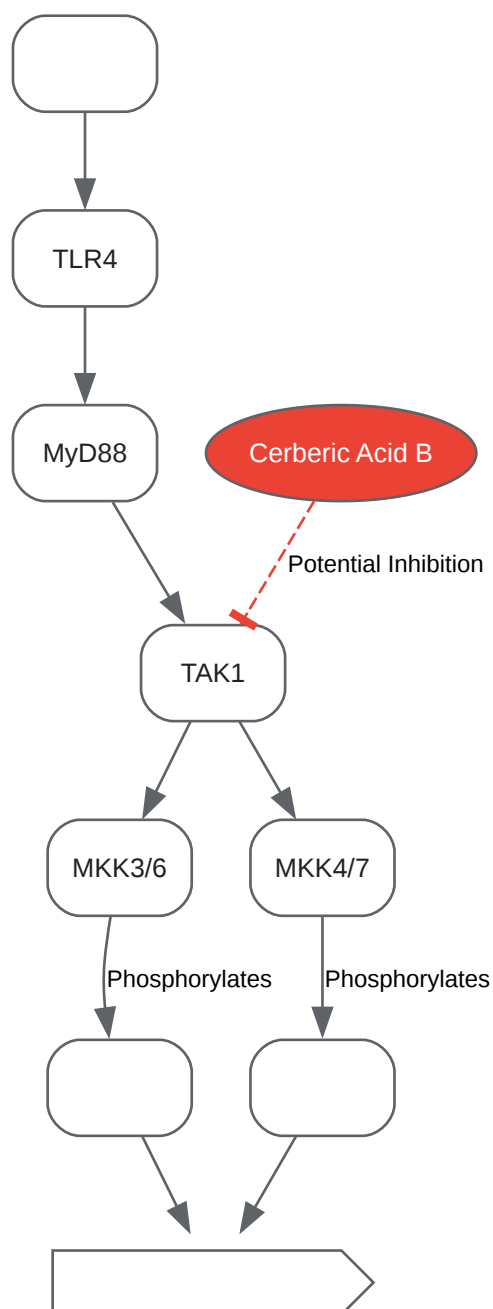 TLR4
MyD88
Cerberic Acid B
Potential Inhibition
TAK1
MKK3/6
MKK4/7
Phosphorylates
Phosphorylates